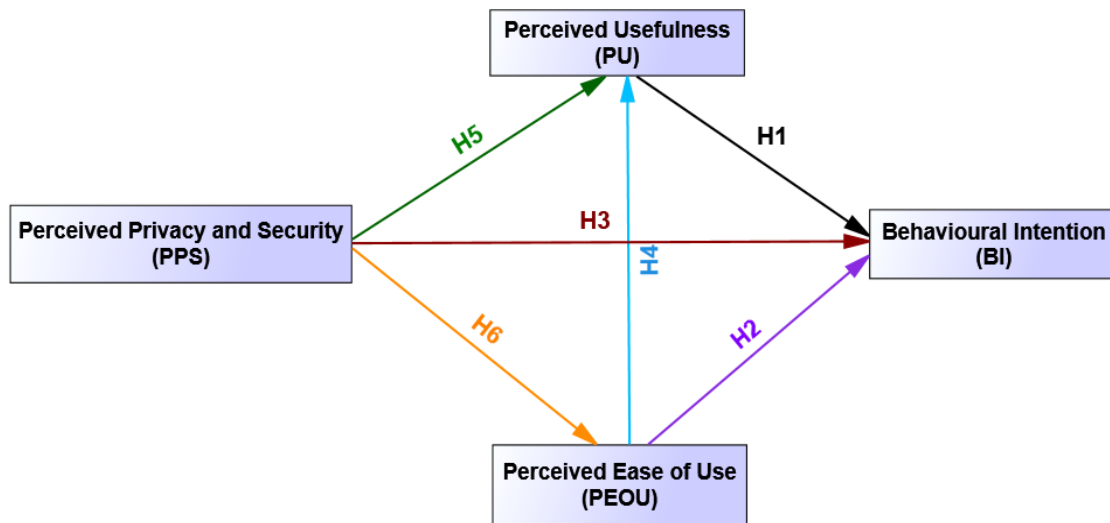 Perceived Usefulness
(PU)
H5
H1
Perceived Privacy and Security
(PPS)
H3
H4
Behavioural Intention
(BI)
H6
H2
Perceived Ease of Use
(PEOU)